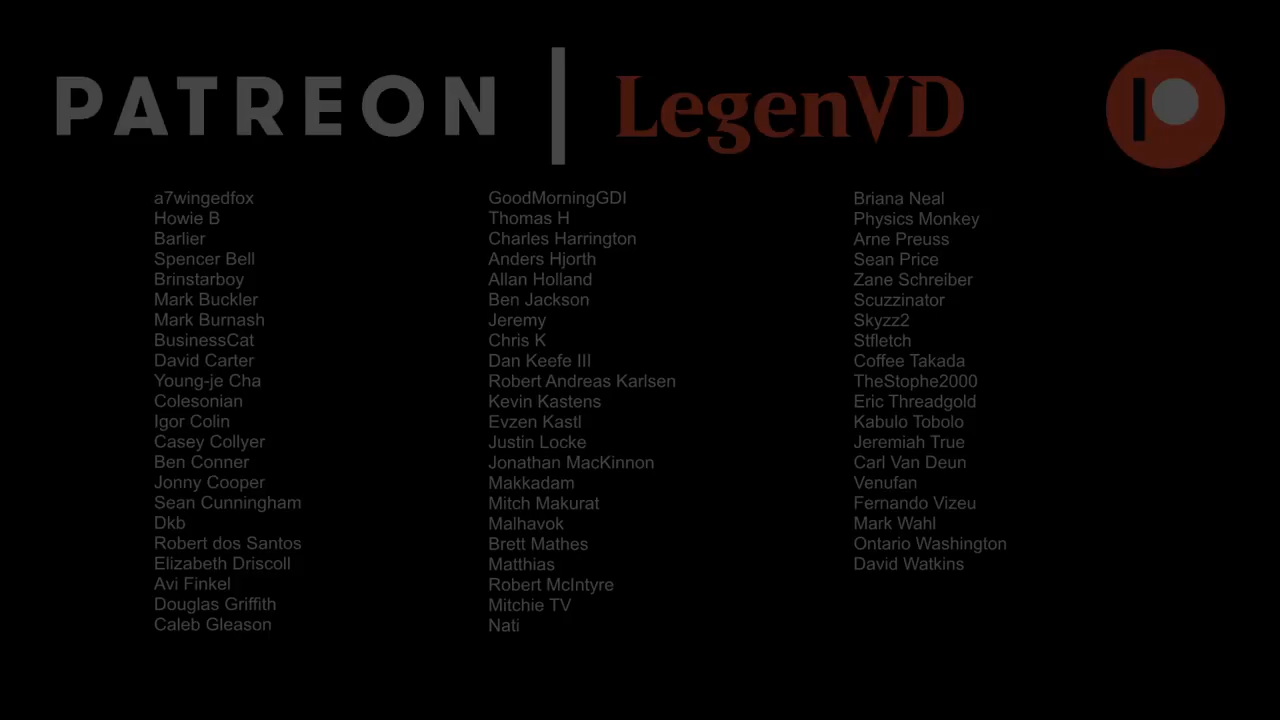 PATREON | LegenVD
a7wingedfox
Howie B
Barlier
Spencer Bell
Brinstarboy
Mark Buckler
Mark Burnash
BusinessCat
David Carter
Young-je Cha
Colesonian
Igor Colin
Casey Collyer
Ben Conner
Jonny Cooper
Sean Cunningham
Dkb
Robert dos Santos
Elizabeth Driscoll
Avi Finkel
Douglas Griffith
Caleb Gleason
GoodMorningGDI
Thomas H
Charles Harrington
Anders Hjorth
Allan Holland
Ben Jackson
Jeremy
Chris K
Dan Keefe III
Robert Andreas Karlsen
Kevin Kastens
Evzen Kastl
Justin Locke
Jonathan MacKinnon
Makkadam
Mitch Makurat
Malhavok
Brett Mathes
Matthias
Robert McIntyre
Mitchie TV
Nati
Briana Neal
Physics Monkey
Arne Preuss
Sean Price
Zane Schreiber
Scuzzinator
Skyzz2
Stfletch
Coffee Takada
TheStophe2000
Eric Threadgold
Kabulo Tobolo
Jeremiah True
Carl Van Deun
Venufan
Fernando Vizeu
Mark Wahl
Ontario Washington
David Watkins